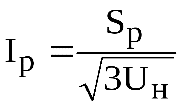 Iр = Sр / √3Uн